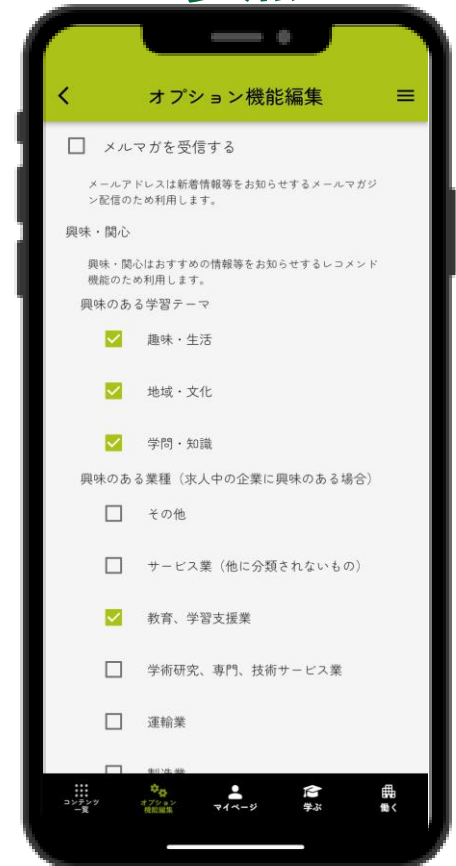 オプション機能編集
メルマガを受信する
メールアドレスは新着情報等をお知らせするメールマガジ
ン配信のため利用します。
興味・関心
興味・関心はおすすめの情報等をお知らせするレコメンド
機能のため利用します。
興味のある学習テーマ
趣味・生活
地域・文化
学問・知識
興味のある業種（求人中の企業に興味のある場合）
その他
サービス業（他に分類されないもの）
教育、学習支援業
学術研究、専門、技術サービス業
運輸業
コンテンツ
一覧
オプション
機能編集
マイページ
学ぶ
働く